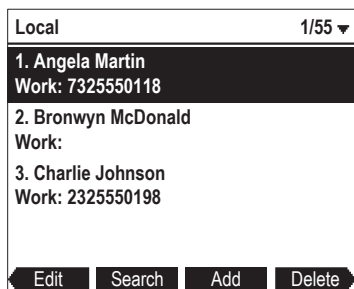 Local 1/55
1. Angela Martin
Work: 7325550118
2. Bronwyn McDonald
Work:
3. Charlie Johnson
Work: 2325550198
Edit Search Add Delete